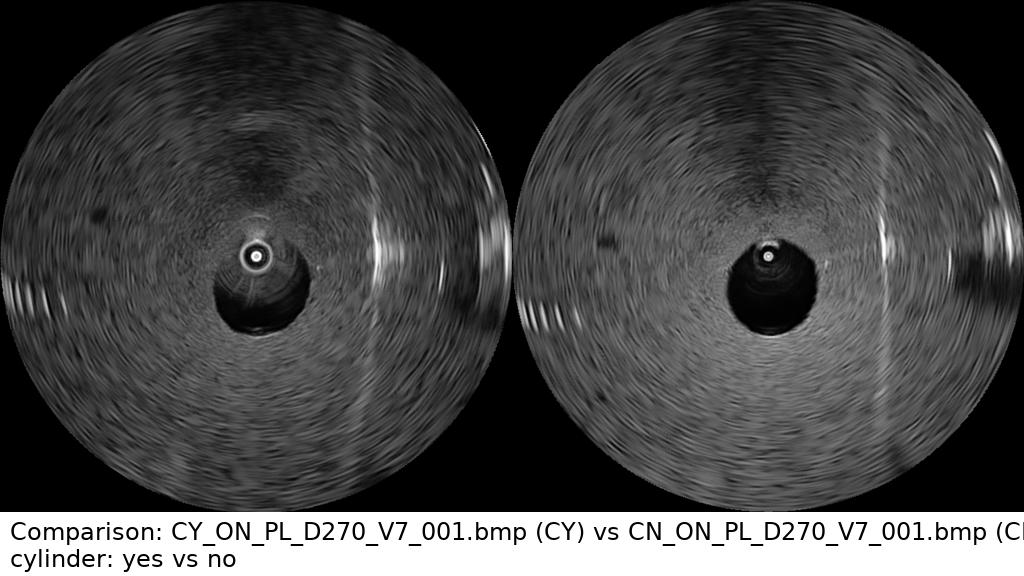 Comparison: CY_ON_PL_D270_V7_001.bmp (CY) vs CN_ON_PL_D270_V7_001.bmp
cylinder: yes vs no